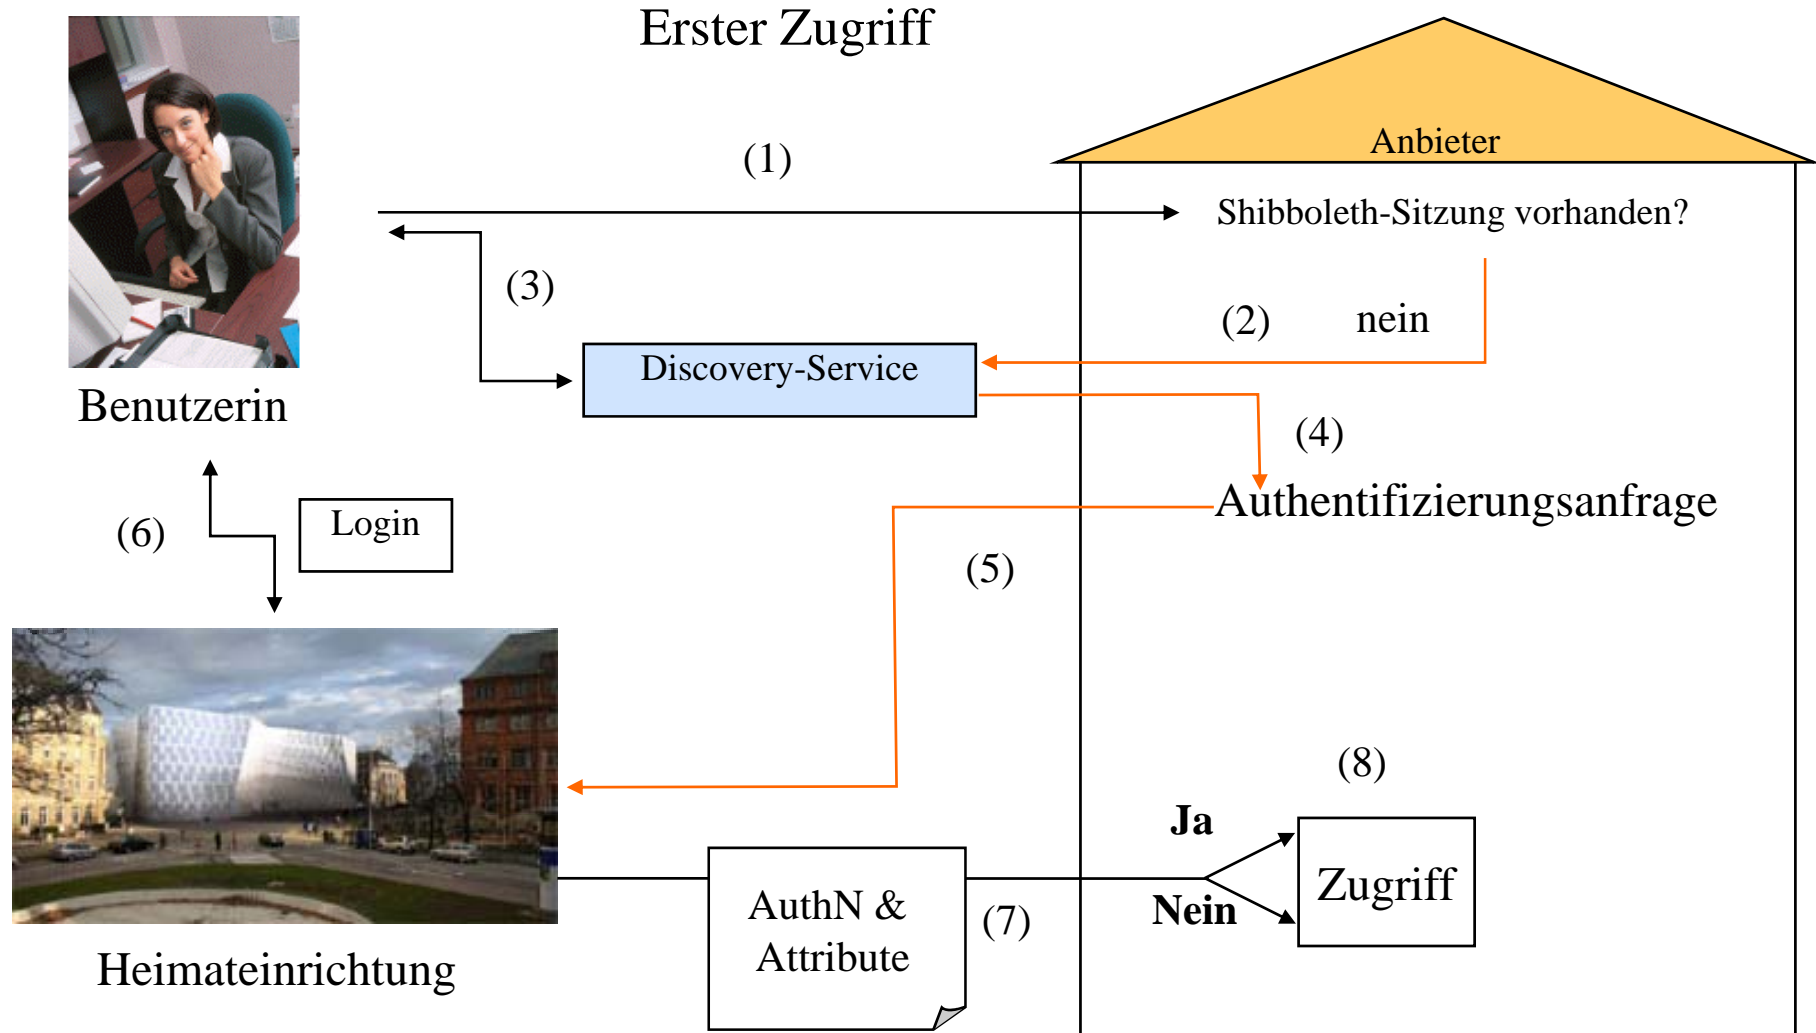 Erster Zugriff
Anbieter
(1)
Shibboleth-Sitzung vorhanden?
(3)
(2)
nein
Discovery-Service
Benutzerin
(4)
Authentifizierungsanfrage
(6)
Login
(5)
(8)
Ja
Zugriff
Nein
AuthN &
Attribute
(7)
Heimateinrichtung